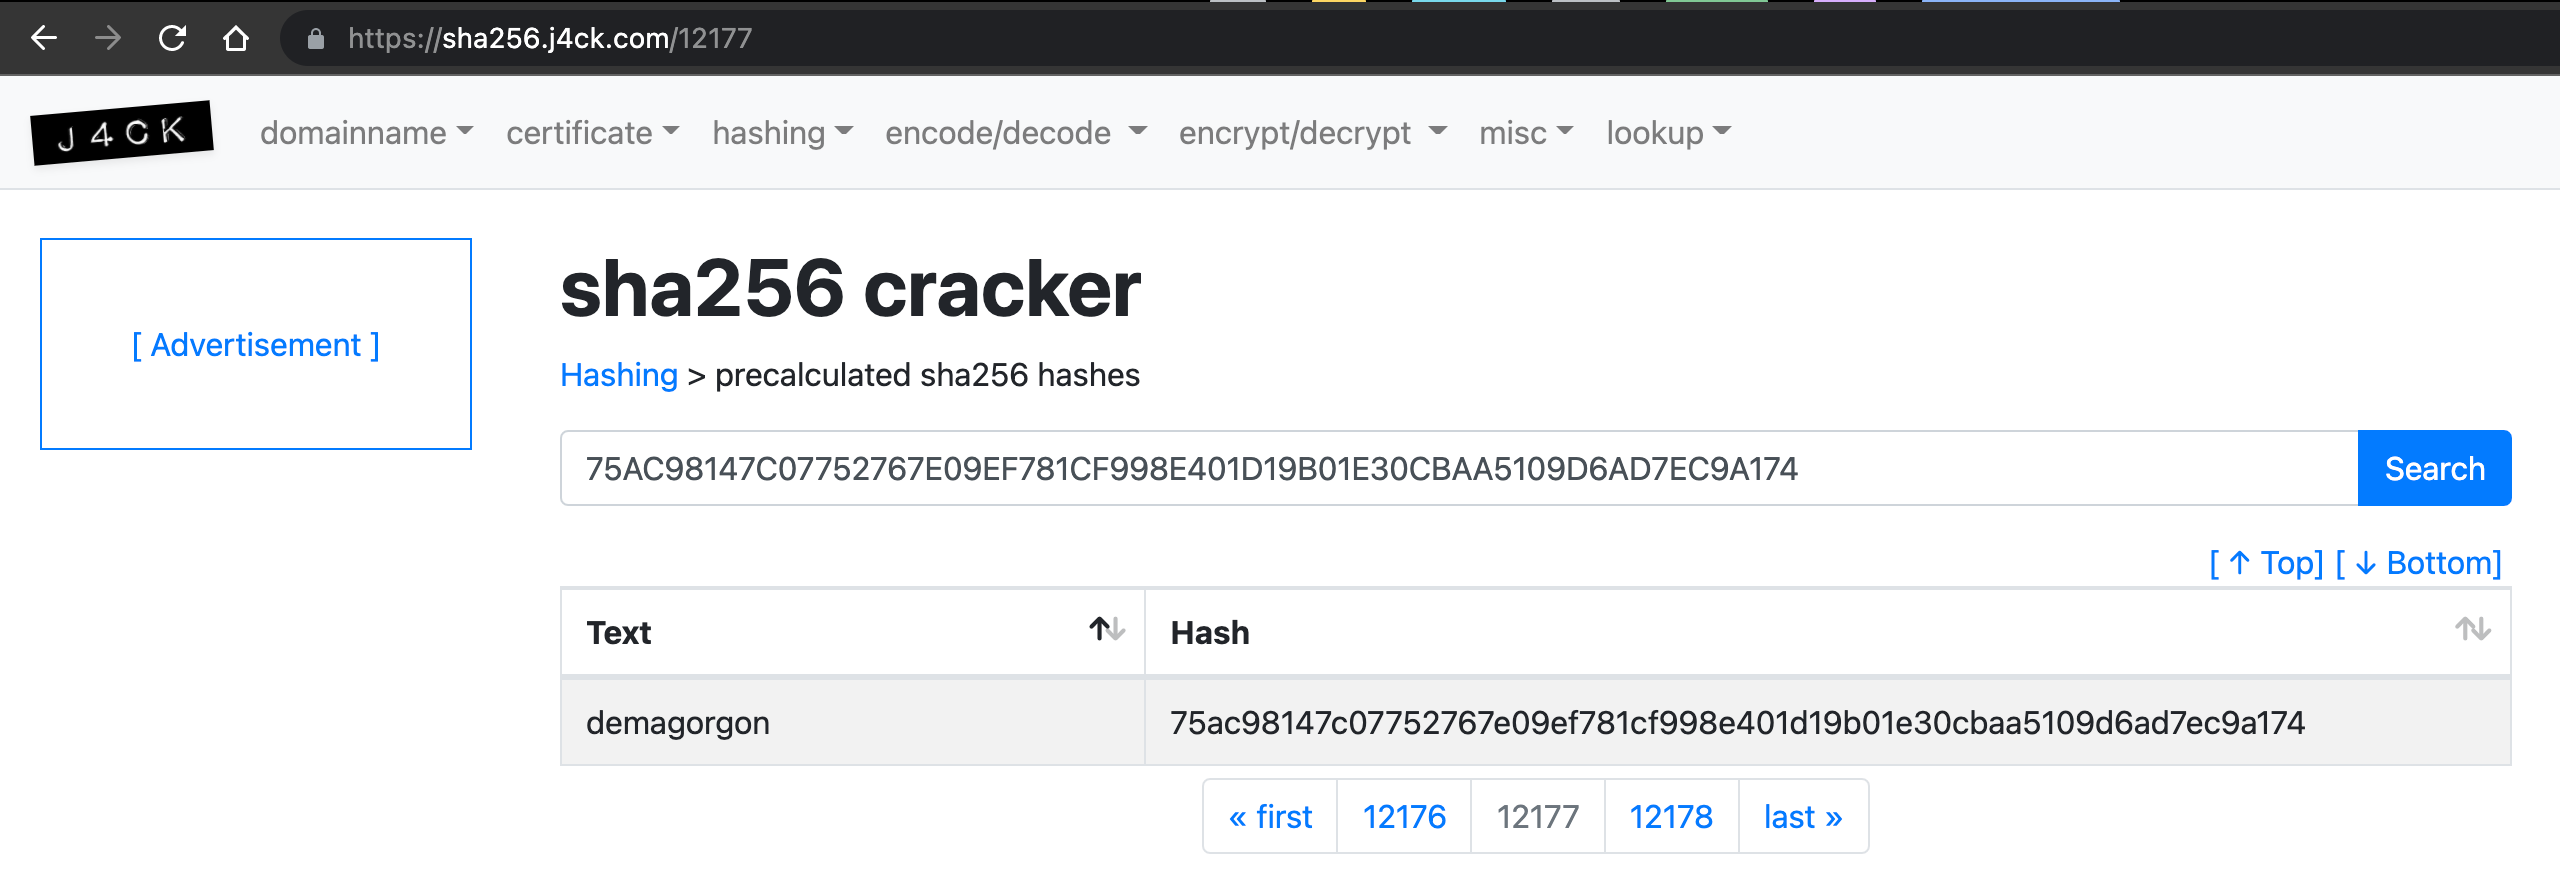 https://sha256.j4ck.com/12177
J4CK domainname certificate hashing encode/decode encrypt/decrypt misc lookup
[ Advertisement ]
sha256 cracker
Hashing > precalculated sha256 hashes
75AC98147C07752767E09EF781CF998E401D19B01E30CBAA5109D6AD7EC9A174 Search
[ ↑ Top] [ ↓ Bottom]
Text Hash
demagorgon 75ac98147c07752767e09ef781cf998e401d19b01e30cbaa5109d6ad7ec9a174
« first 12176 12177 12178 last »